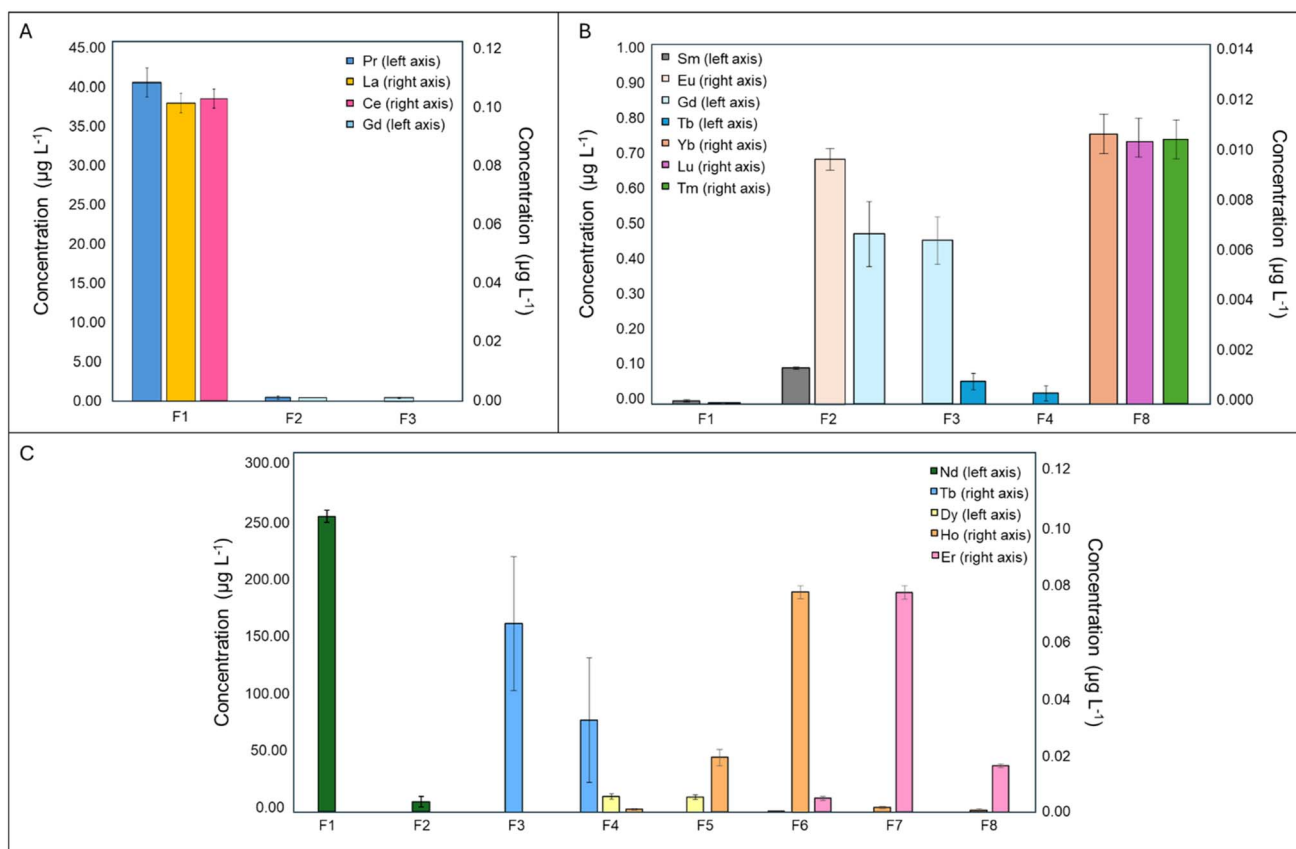 A
45.00
40.00
35.00
30.00
25.00
20.00
15.00
10.00
5.00
0.00
Concentration (µg L-1)
Pr (left axis)
La (right axis)
Ce (right axis)
Gd (left axis)
0.12
0.10
0.08
0.06
0.04
0.02
0.00
Concentration (µg L-1)
F1 F2 F3
B
1.00
0.90
0.80
0.70
0.60
0.50
0.40
0.30
0.20
0.10
0.00
Concentration (µg L-1)
Sm (left axis)
Eu (right axis)
Gd (left axis)
Tb (left axis)
Yb (right axis)
Lu (right axis)
Tm (right axis)
0.014
0.012
0.010
0.008
0.006
0.004
0.002
0.000
Concentration (µg L-1)
F1 F2 F3 F4 F8
C
300.00
250.00
200.00
150.00
100.00
50.00
0.00
Concentration (µg L-1)
Nd (left axis)
Tb (right axis)
Dy (left axis)
Ho (right axis)
Er (right axis)
0.12
0.10
0.08
0.06
0.04
0.02
0.00
Concentration (µg L-1)
F1 F2 F3 F4 F5 F6 F7 F8